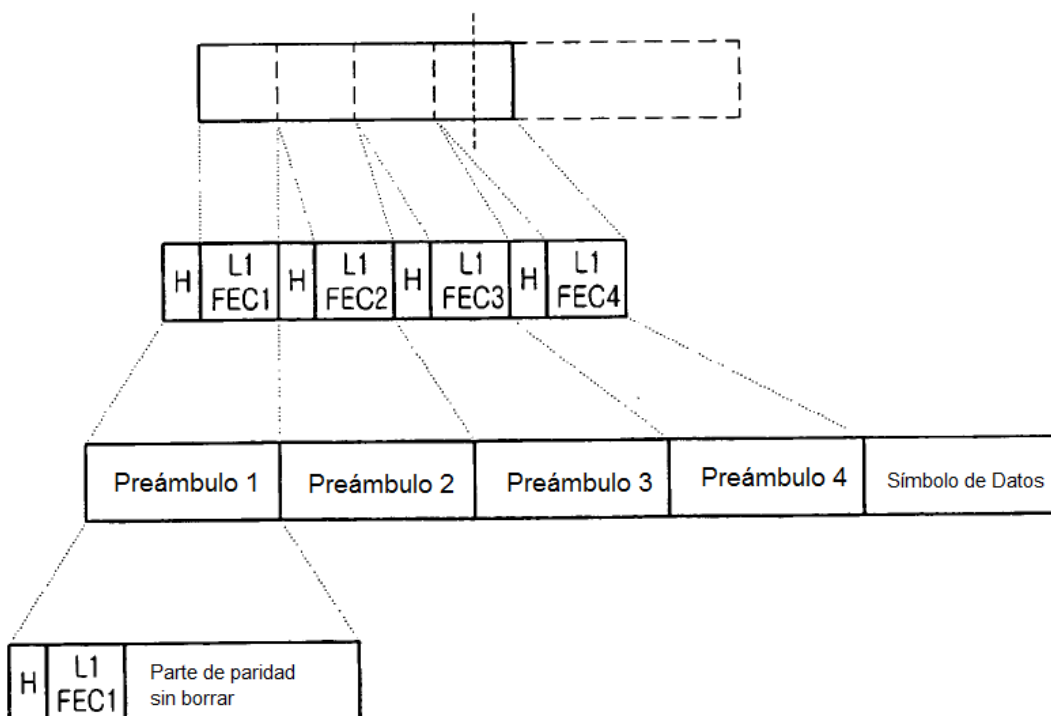 H L1 FEC1 H L1 FEC2 H L1 FEC3 H L1 FEC4
Preámbulo 1 Preámbulo 2 Preámbulo 3 Preámbulo 4 Símbolo de Datos
H L1 FEC1 Parte de paridad
sin borrar